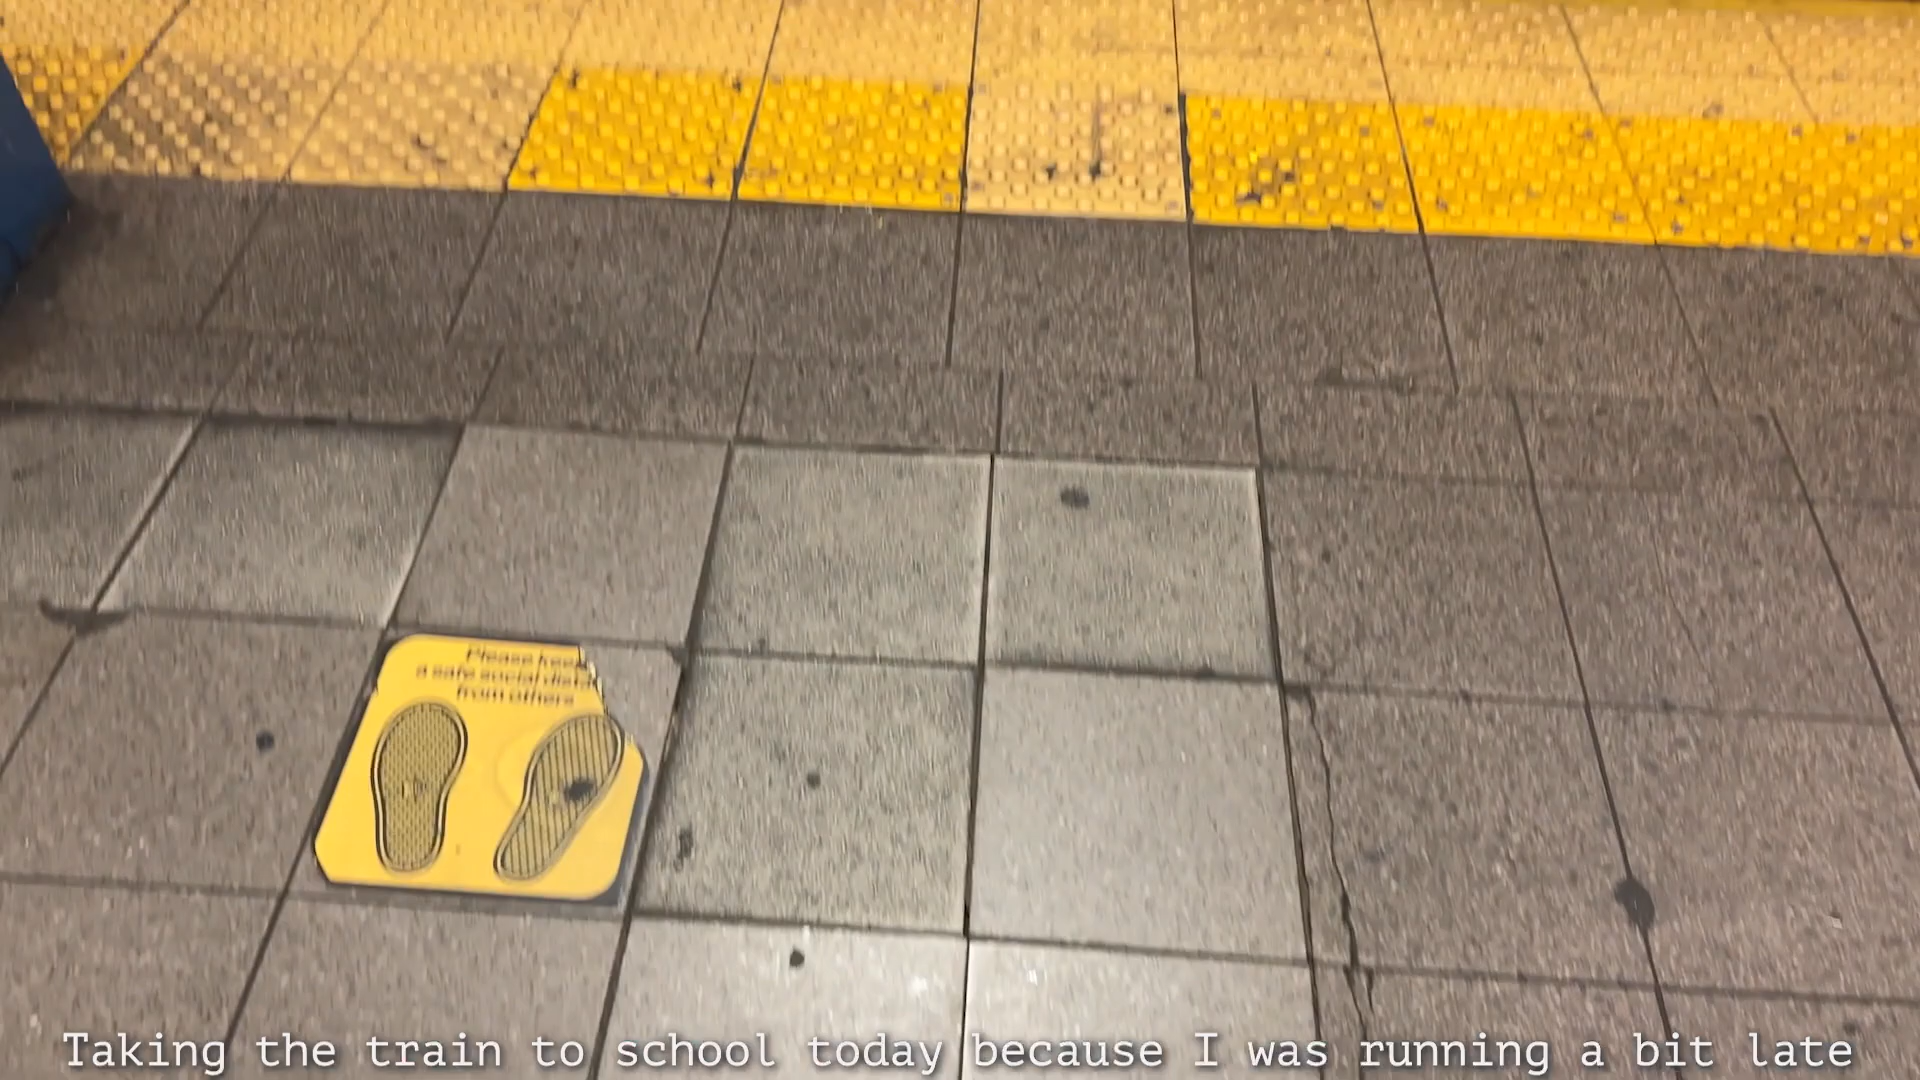 Please keep
a safe social dista
from others
Taking the train to school today because I was running a bit late